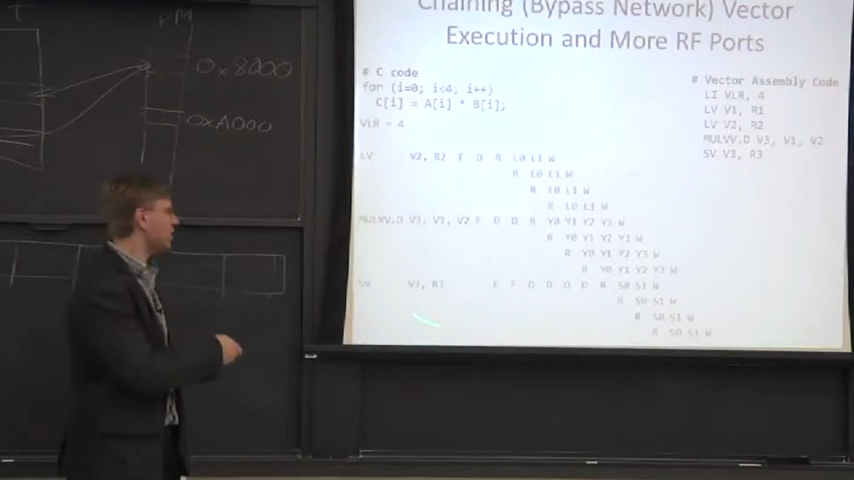 PM
0x8000
0xA000
Chaining (Bypass Network) Vector
Execution and More RF Ports
# C code
for (i=0; i<4; i++)
C[i] = A[i] * B[i];
VLR = 4
# Vector Assembly Code
LI VLR, 4
LV V1, R1
LV V2, R2
MULVV.D V3, V1, V2
SV V3, R3
LV V2, R2 F D R L0 L1 W
R L0 L1 W
R L0 L1 W
R L0 L1 W
MULVV.D V3, V1, V2 F D D R Y0 Y1 Y2 Y3 W
R Y0 Y1 Y2 Y3 W
R Y0 Y1 Y2 Y3 W
R Y0 Y1 Y2 Y3 W
SV V3, R3 F F D D D D R S0 S1 W
R S0 S1 W
R S0 S1 W
R S0 S1 W